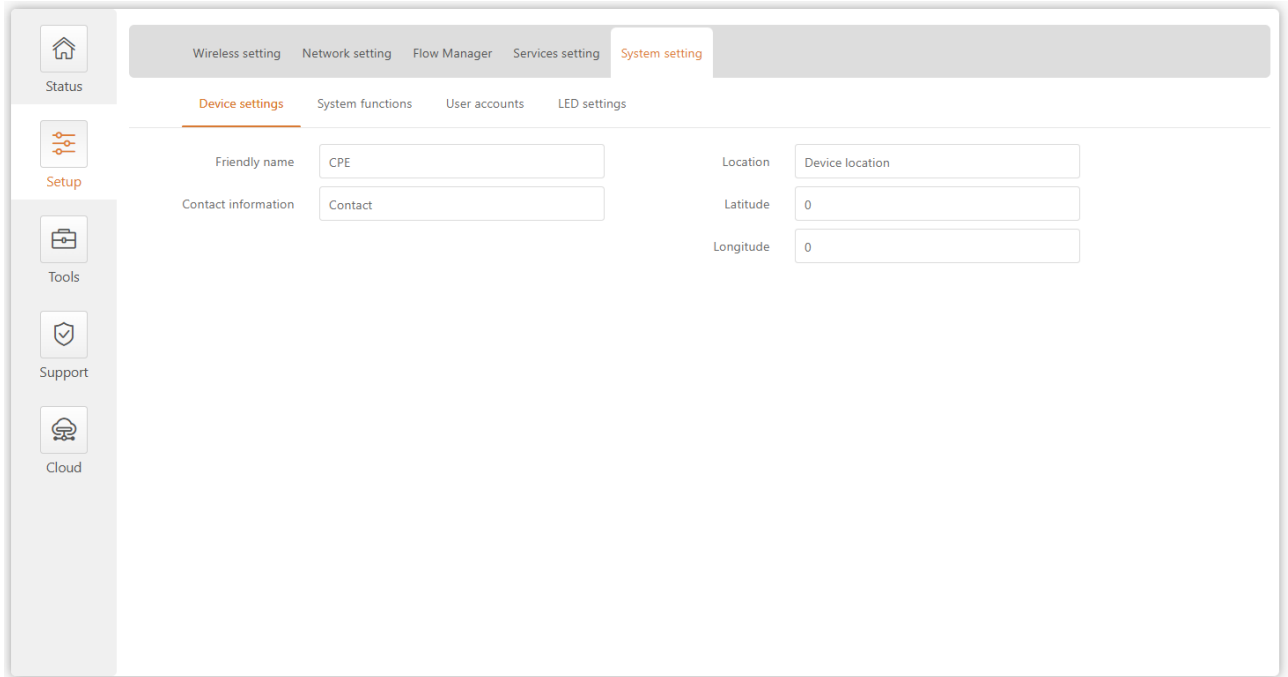 Status
Setup
Tools
Support
Cloud
Wireless setting Network setting Flow Manager Services setting System setting
Device settings System functions User accounts LED settings
Friendly name CPE Location Device location
Contact information Contact Latitude 0
Longitude 0